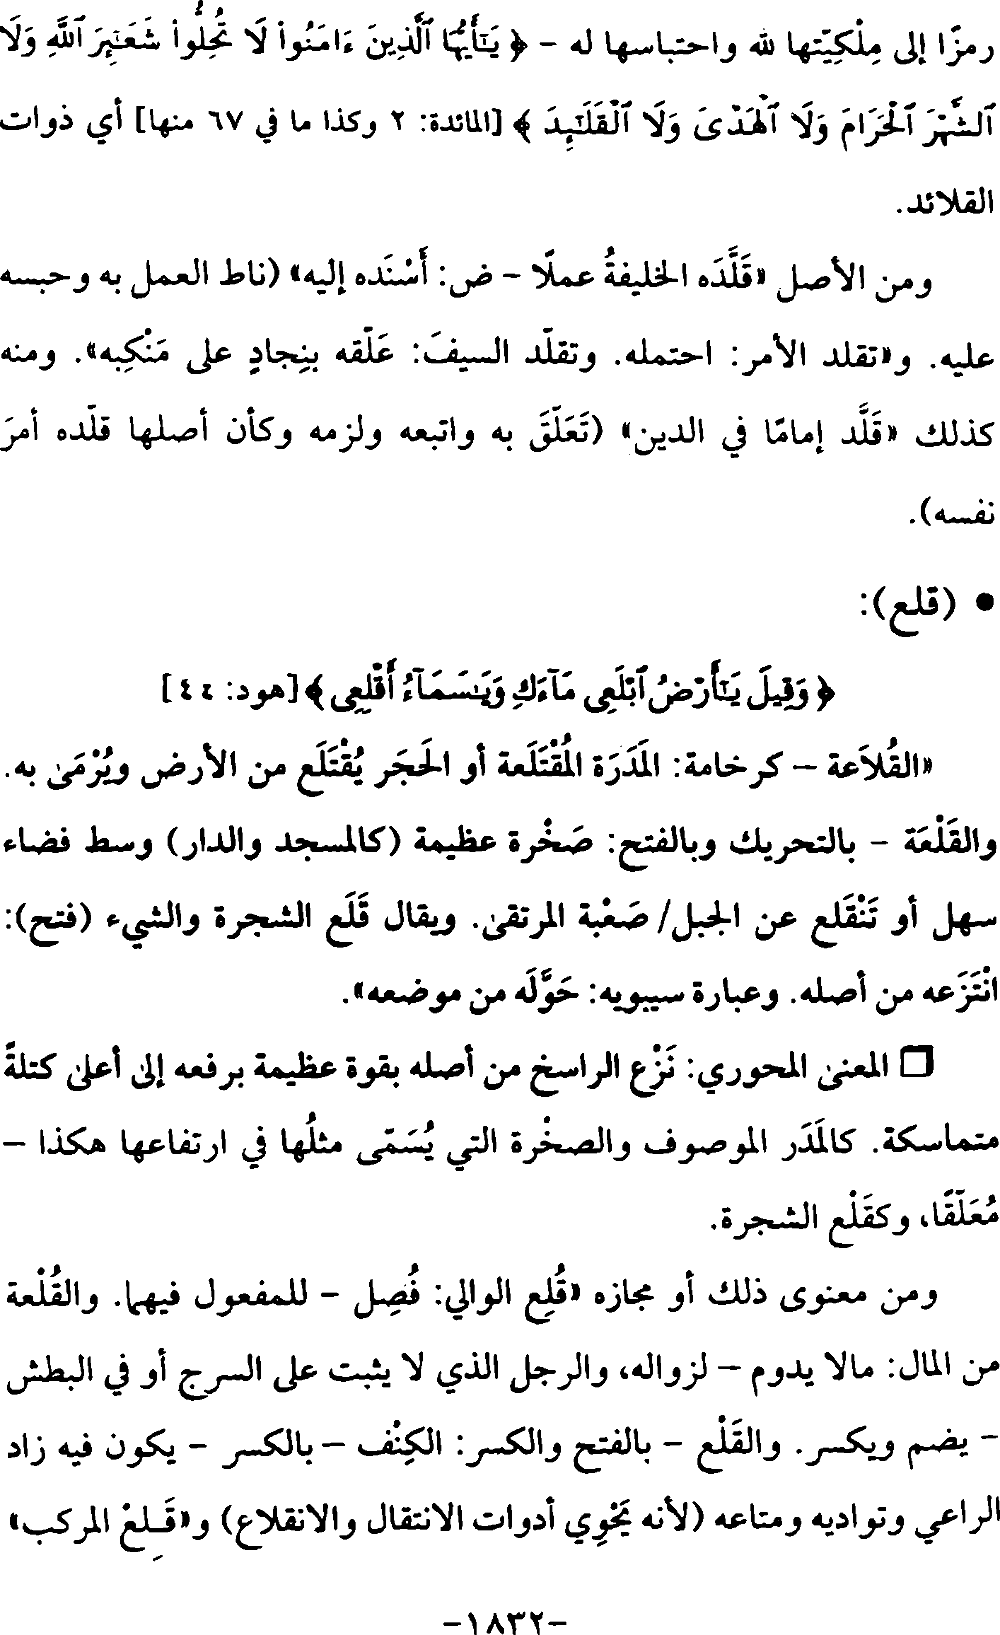 رمزًا إلى مِلْكِيّتها لله واحتباسها له – ﴿ يَـٰٓأَيُّهَا ٱلَّذِينَ ءَامَنُوا۟ لَا تُحِلُّوا۟ شَعَـٰٓئِرَ ٱللَّهِ وَلَا
ٱلشَّهْرَ ٱلْحَرَامَ وَلَا ٱلْهَدْىَ وَلَا ٱلْقَلَـٰٓئِدَ ﴾ [المائدة: ٢ وكذا ما في ٦٧ منها] أي ذوات
القلائد.
ومن الأصل «قَلَّدَه الخليفةُ عملًا – ض: أَسْنَده إليه» (ناط العمل به وحبسه
عليه. و«تقلد الأمر: احتمله. وتقلّد السيفَ: عَلّقه بنِجادٍ على مَنْكِبه». ومنه
كذلك «قَلَّد إمامًا في الدين» (تَعَلّقَ به واتبعه ولزمه وكأن أصلها قلّده أمرَ
نفسه).
• (قلع):
﴿ وَقِيلَ يَـٰٓأَرْضُ ٱبْلَعِى مَآءَكِ وَيَـٰسَمَآءُ أَقْلِعِى ﴾ [هود: ٤٤]
«القُلاَعة – كرخامة: المَدَرَة المُقْتَلَعة أو الحَجَر يُقْتَلَع من الأرض ويُرْمَىٰ به.
والقَلْعَة – بالتحريك وبالفتح: صَخْرة عظيمة (كالمسجد والدار) وسط فضاء
سهل أو تَنْقَلع عن الجبل/ صَعْبة المرتقىٰ. ويقال قَلَع الشجرة والشيء (فتح):
انْتَزَعه من أصله. وعبارة سيبويه: حَوَّلَه من موضعه».
❒ المعنىٰ المحوري: نَزْع الراسخ من أصله بقوة عظيمة برفعه إلىٰ أعلىٰ كتلةً
متماسكة. كالمَدَر الموصوف والصخْرة التي يُسَمّى مثلُها في ارتفاعها هكذا –
مُعَلّقًا، وكقَلْع الشجرة.
ومن معنوى ذلك أو مجازه «قُلِع الوالي: فُصِل – للمفعول فيهما. والقُلْعة
من المال: مالا يدوم – لزواله، والرجل الذي لا يثبت على السرج أو في البطش
– يضم ويكسر. والقَلْع – بالفتح والكسر: الكِنْف – بالكسر – يكون فيه زاد
الراعي وتواديه ومتاعه (لأنه يَحْوِي أدوات الانتقال والانقلاع) و«قَـِلعْ المركب»
-١٨٣٢-